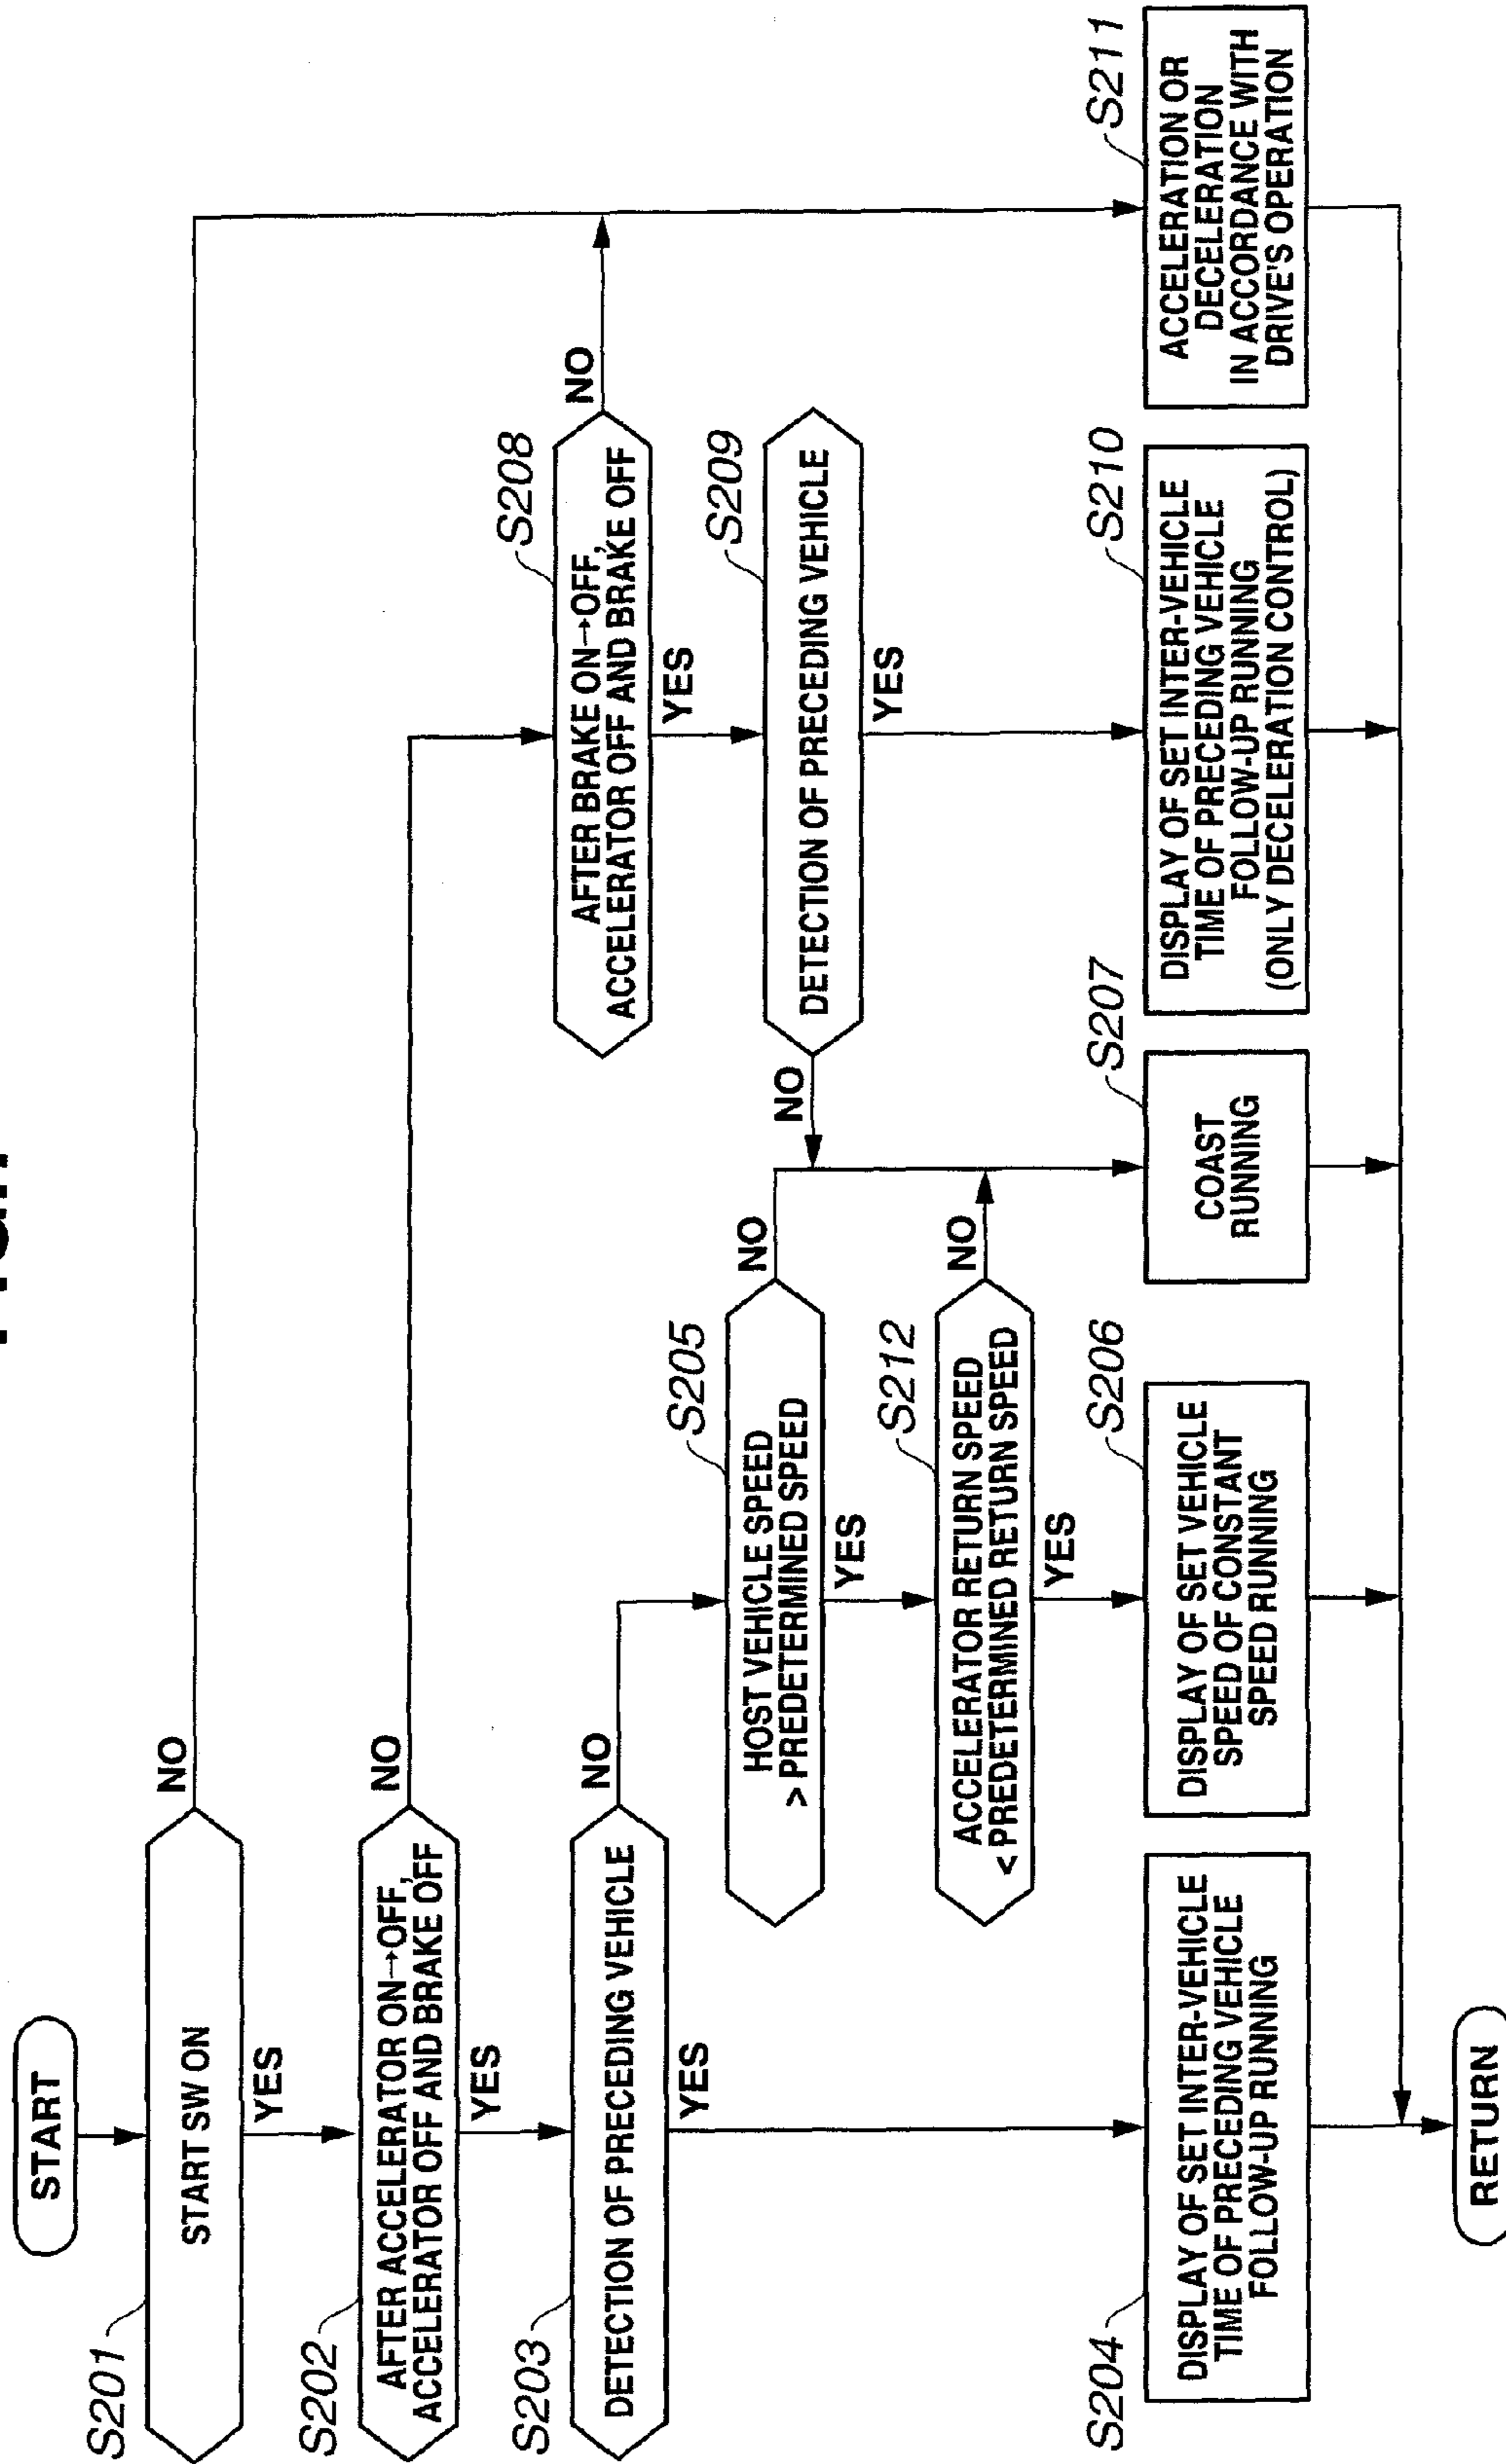 START
S201
START SW ON
NO
YES
S202
AFTER ACCELERATOR ON→OFF,
ACCELERATOR OFF AND BRAKE OFF
NO
YES
S203
DETECTION OF PRECEDING VEHICLE
NO
YES
S208
AFTER BRAKE ON→OFF,
ACCELERATOR OFF AND BRAKE OFF
NO
YES
S205
HOST VEHICLE SPEED
> PREDETERMINED SPEED
NO
YES
S209
DETECTION OF PRECEDING VEHICLE
NO
YES
S212
ACCELERATOR RETURN SPEED
< PREDETERMINED RETURN SPEED
NO
YES
S204
DISPLAY OF SET INTER-VEHICLE
TIME OF PRECEDING VEHICLE
FOLLOW-UP RUNNING
S206
DISPLAY OF SET VEHICLE
SPEED OF CONSTANT
SPEED RUNNING
S207
COAST
RUNNING
S210
DISPLAY OF SET INTER-VEHICLE
TIME OF PRECEDING VEHICLE
FOLLOW-UP RUNNING
(ONLY DECELERATION CONTROL)
S211
ACCELERATION OR
DECELERATION
IN ACCORDANCE WITH
DRIVE'S OPERATION
RETURN